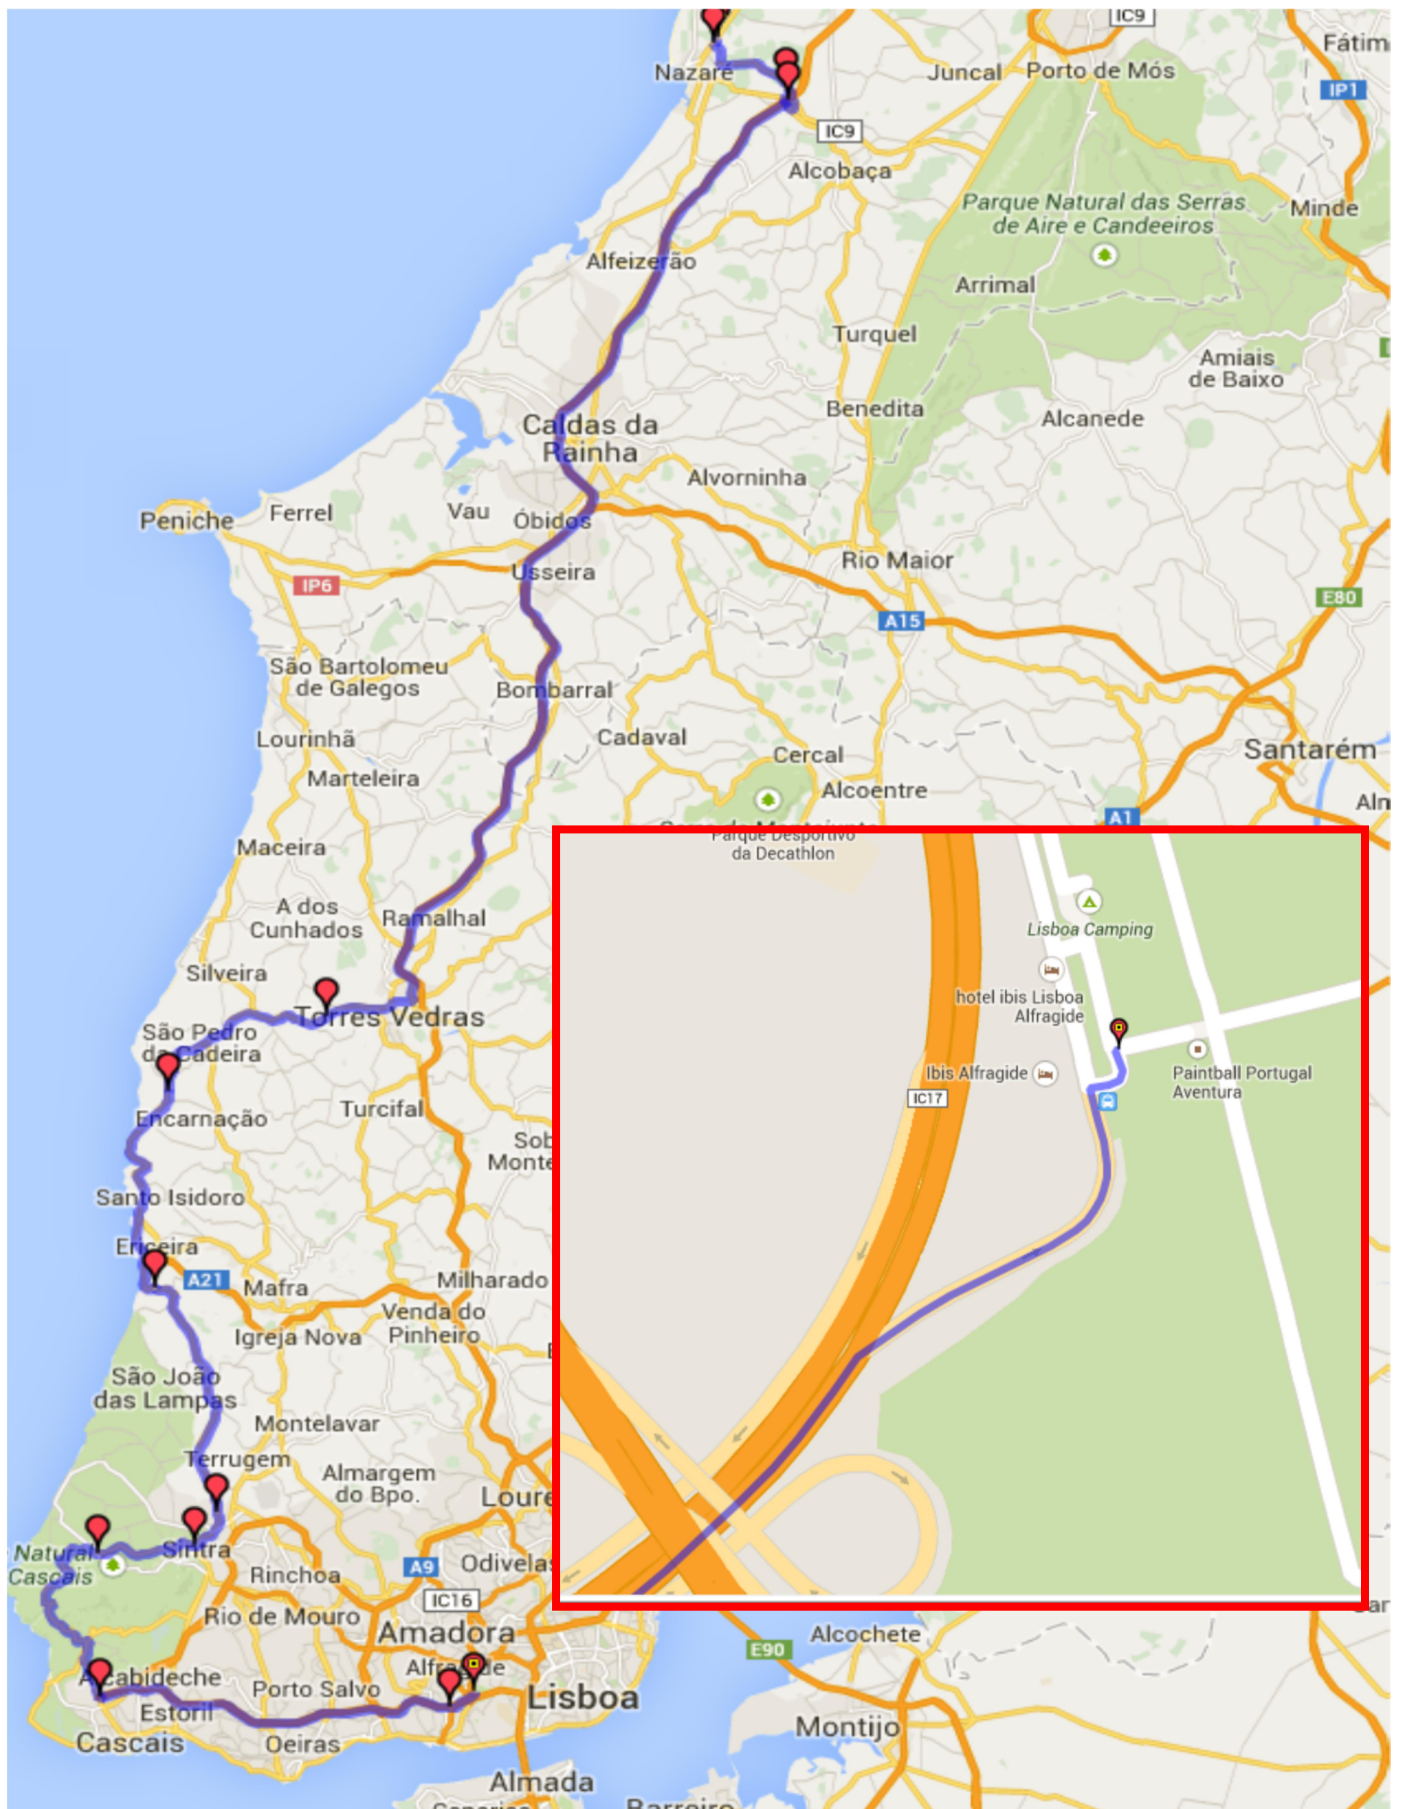 IC9
Fátim
Nazaré
Juncal
Porto de Mós
IP1
IC9
Alcobaça
Parque Natural das Serras
de Aire e Candeeiros
Minde
Alfeizerão
Arrimal
Turquel
Amiais
de Baixo
Benedita
Alcanede
Caldas da
Rainha
Alvorninha
Peniche
Ferrel
Vau
Óbidos
Rio Maior
Usseira
IP6
E80
A15
São Bartolomeu
de Galegos
Bombarral
Lourinhã
Cadaval
Cercal
Santarém
Marteleira
Alcoentre
Alm
A1
Maceira
Parque Desportivo
da Decathlon
A dos
Cunhados
Ramalhal
Lisboa Camping
Silveira
hotel ibis Lisboa
Alfragide
Torres Vedras
São Pedro
da Cadeira
Ibis Alfragide
Paintball Portugal
Aventura
IC17
Encarnação
Turcifal
Sob
Monte
Santo Isidoro
Ericeira
A21
Mafra
Milharado
Venda do
Pinheiro
Igreja Nova
São João
das Lampas
Montelavar
Terrugem
Almargem
do Bpo.
Loure
Natural
Cascais
Sintra
Rinchoa
A9
Odivelas
IC16
Rio de Mouro
Amadora
E90
Alcochete
Alcabideche
Porto Salvo
Alfragide
Lisboa
Estoril
Cascais
Oeiras
Montijo
Almada
Barreiro